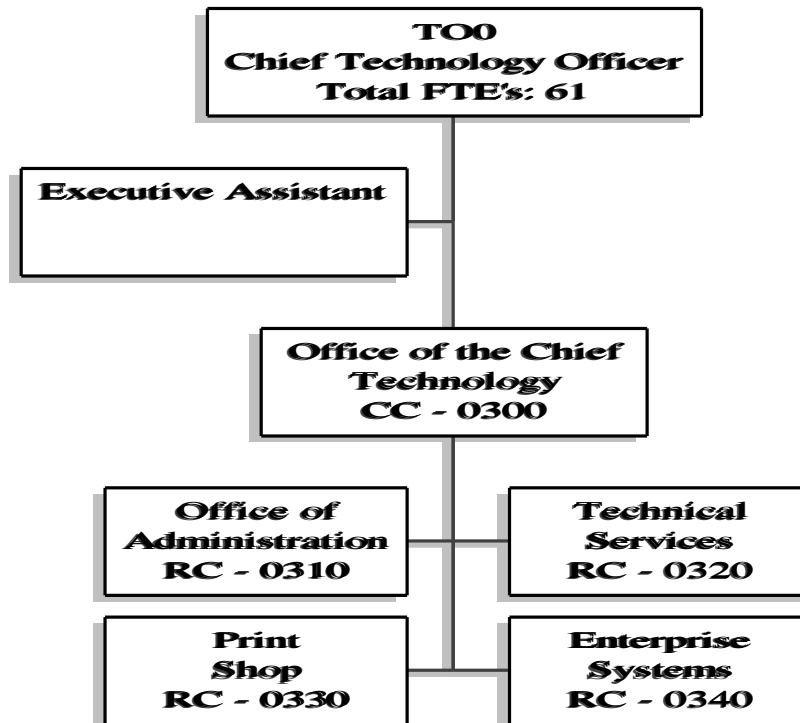 TO0
Chief Technology Officer
Total FTE's: 61
Executive Assistant
Office of the Chief
Technology
CC - 0300
Office of
Administration
RC - 0310
Technical
Services
RC - 0320
Print
Shop
RC - 0330
Enterprise
Systems
RC - 0340